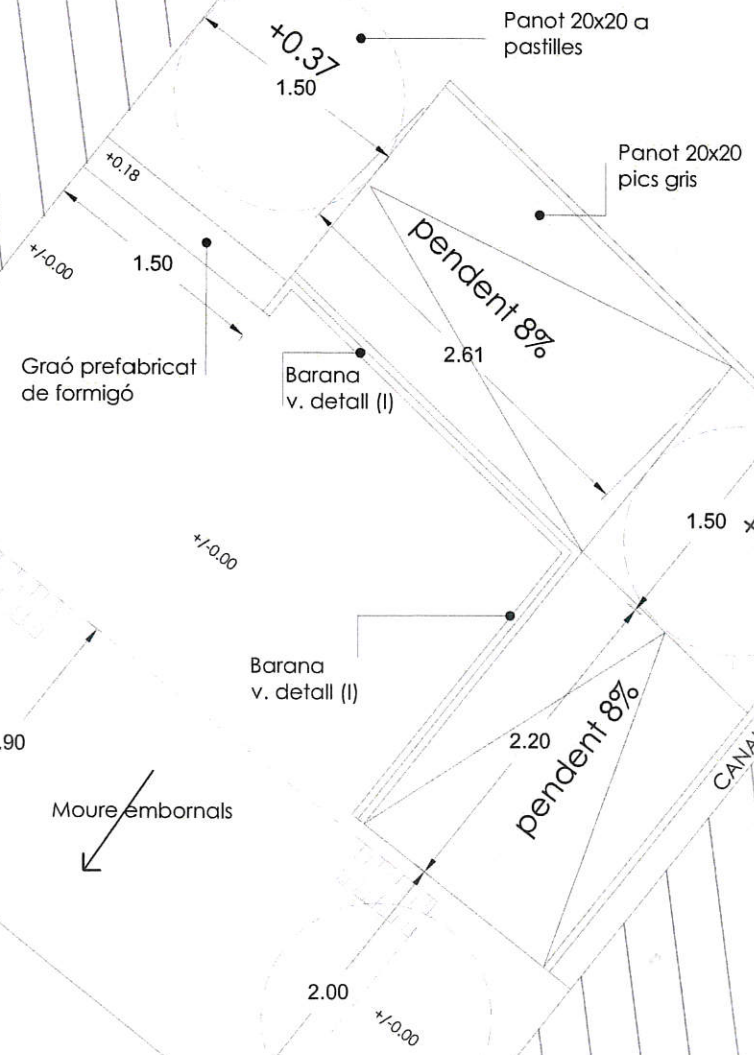 Panot 20x20 a
pastilles
+0.37
1.50
Panot 20x20
pics gris
+0.18
+/-0.00
1.50
pendent 8%
2.61
Graó prefabricat
de formigó
Barana
v. detall (I)
1.50
+/-0.00
Barana
v. detall (I)
.90
2.20
pendent 8%
Moure embornals
2.00
+/-0.00